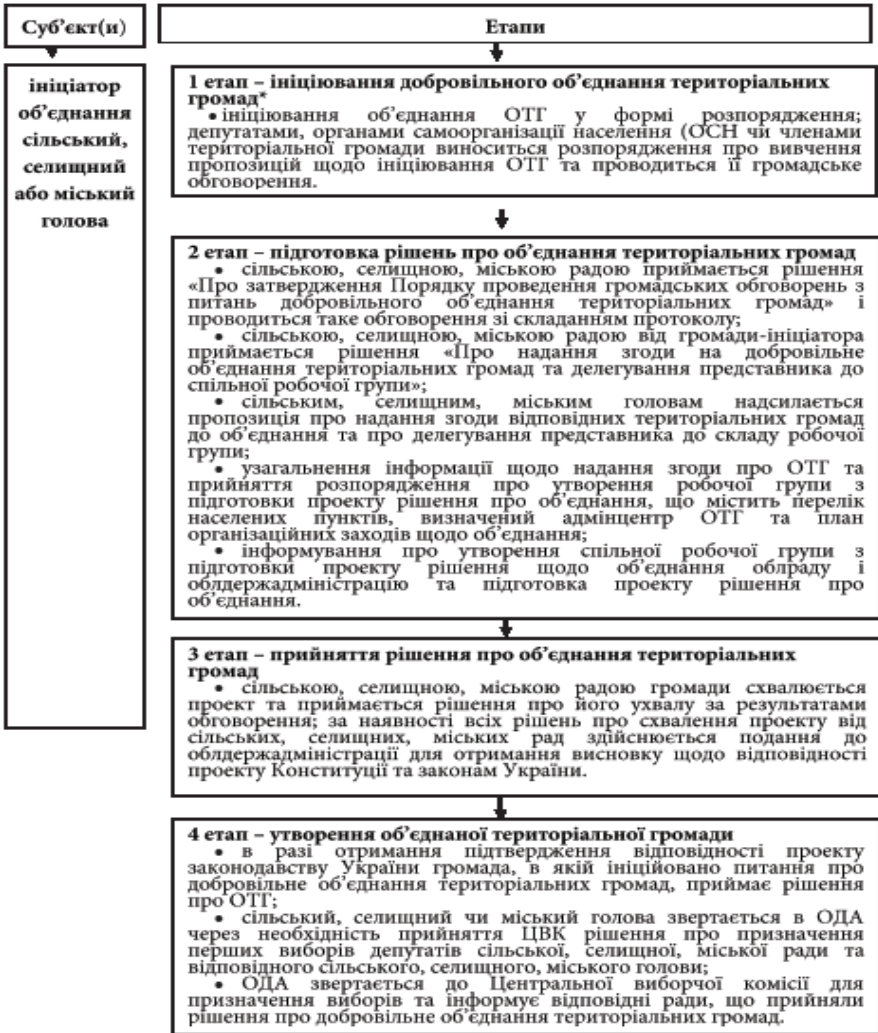 Суб’єкт(и)
Етапи
ініціатор
об’єднання
сільський,
селищний
або міський
голова
1 етап – ініціювання добровільного об’єднання територіальних
громад*
• ініціювання об’єднання ОТГ у формі розпорядження;
депутатами, органами самоорганізації населення (ОСН чи членами
територіальної громади виноситься розпорядження про вивчення
пропозицій щодо ініціювання ОТГ та проводиться її громадське
обговорення.
2 етап – підготовка рішень про об’єднання територіальних громад
• сільською, селищною, міською радою приймається рішення
«Про затвердження Порядку проведення громадських обговорень з
питань добровільного об’єднання територіальних громад» і
проводиться таке обговорення зі складанням протоколу;
• сільською, селищною, міською радою від громади-ініціатора
приймається рішення «Про надання згоди на добровільне
об’єднання територіальних громад та делегування представника до
спільної робочої групи»;
• сільським, селищним, міським головам надсилається
пропозиція про надання згоди відповідних територіальних громад
до об’єднання та про делегування представника до складу робочої
групи;
• узагальнення інформації щодо надання згоди про ОТГ та
прийняття розпорядження про утворення робочої групи з
підготовки проекту рішення про об’єднання, що містить перелік
населених пунктів, визначений адмінцентр ОТГ та план
організаційних заходів щодо об’єднання;
• інформування про утворення спільної робочої групи з
підготовки проекту рішення щодо об’єднання облраду і
облдержадміністрацію та підготовка проекту рішення про
об’єднання.
3 етап – прийняття рішення про об’єднання територіальних
громад
• сільською, селищною, міською радою громади схвалюється
проект та приймається рішення про його ухвалу за результатами
обговорення; за наявності всіх рішень про схвалення проекту від
сільських, селищних, міських рад здійснюється подання до
облдержадміністрації для отримання висновку щодо відповідності
проекту Конституції та законам України.
4 етап – утворення об’єднаної територіальної громади
• в разі отримання підтвердження відповідності проекту
законодавству України громада, в якій ініційовано питання про
добровільне об’єднання територіальних громад, приймає рішення
про ОТГ;
• сільський, селищний чи міський голова звертається в ОДА
через необхідність прийняття ЦВК рішення про призначення
перших виборів депутатів сільської, селищної, міської ради та
відповідного сільського, селищного, міського голови;
• ОДА звертається до Центральної виборчої комісії для
призначення виборів та інформує відповідні ради, що прийняли
рішення про добровільне об’єднання територіальних громад.